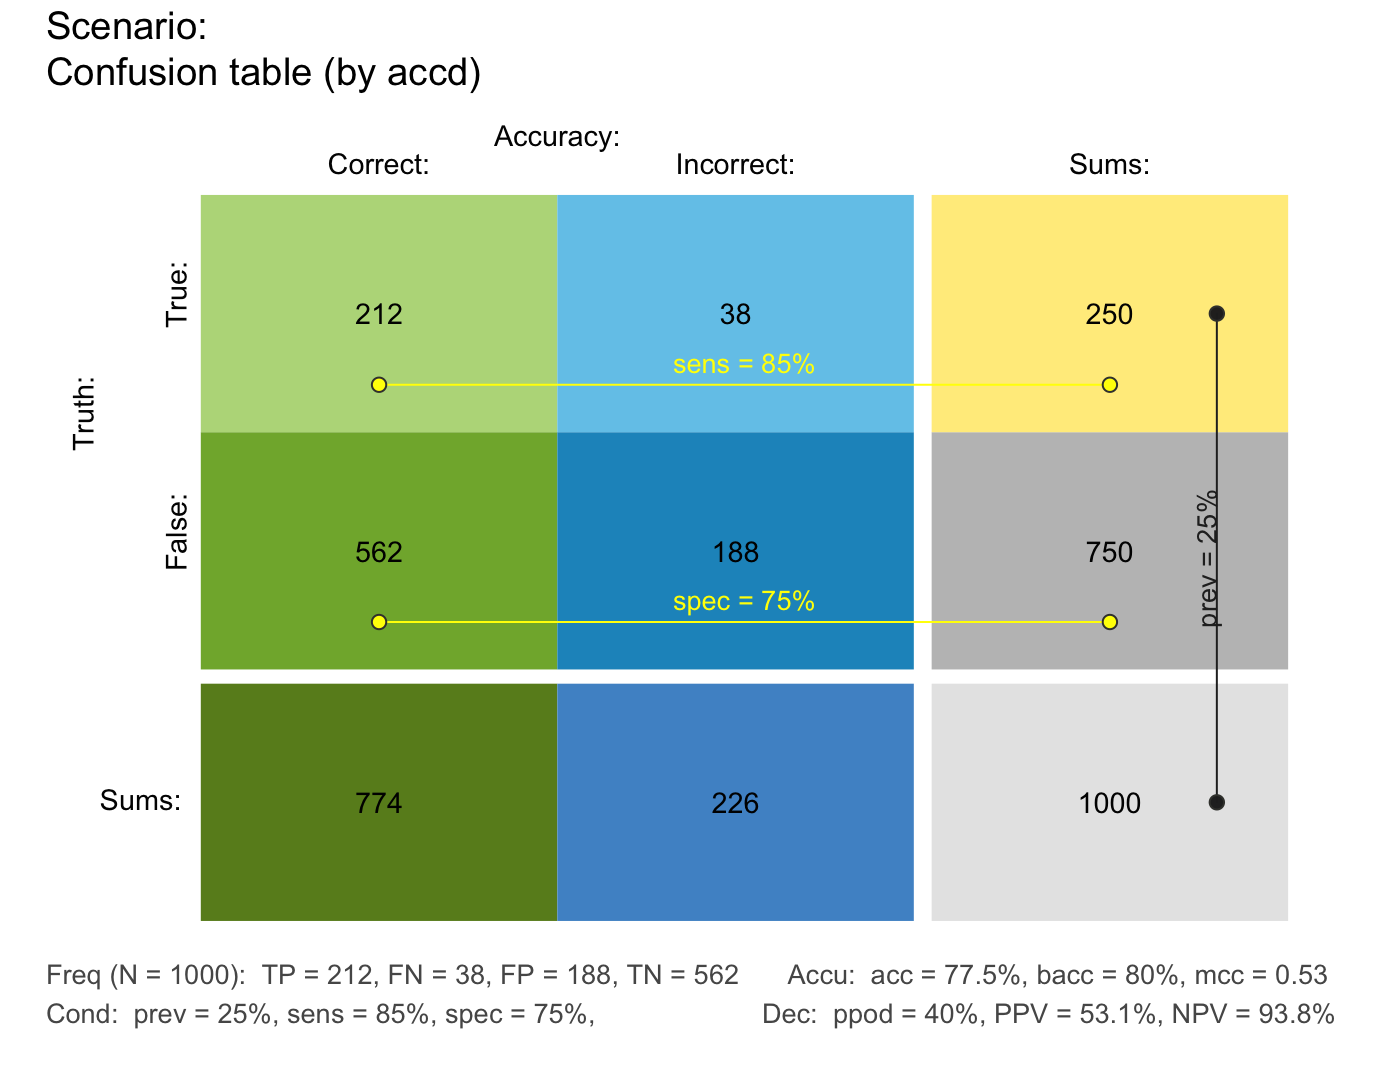 Scenario:
Confusion table (by accd)
Accuracy:
Correct: Incorrect: Sums:
Truth:
True:
212 38 250
sens = 85%
False:
562 188 750
prev = 25%
spec = 75%
Sums:
774 226 1000
Freq (N = 1000): TP = 212, FN = 38, FP = 188, TN = 562 Accu: acc = 77.5%, bacc = 80%, mcc = 0.53
Cond: prev = 25%, sens = 85%, spec = 75%, Dec: ppod = 40%, PPV = 53.1%, NPV = 93.8%